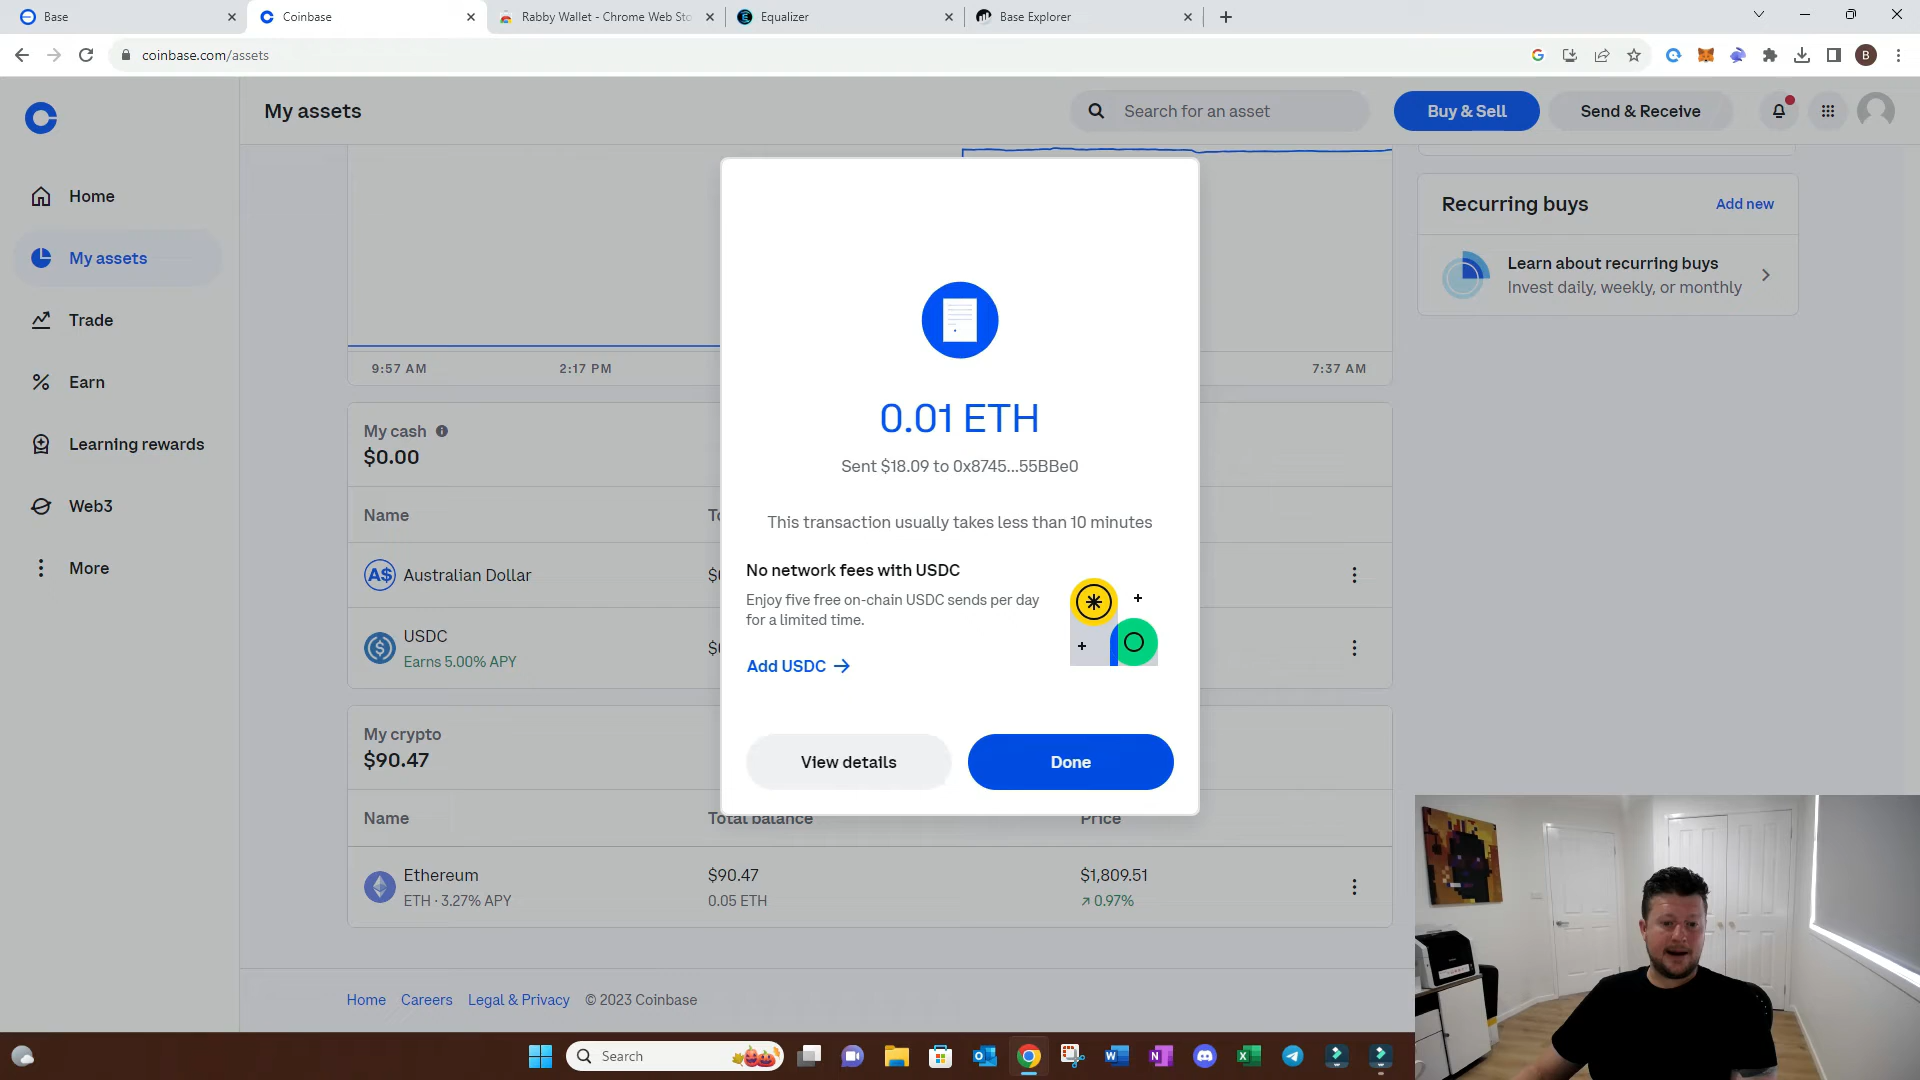 Base
Coinbase
Rabby Wallet - Chrome Web Sto
Equalizer
Base Explorer
coinbase.com/assets
B
My assets
Search for an asset
Buy & Sell
Send & Receive
Home
My assets
Trade
Earn
Learning rewards
Web3
More
9:57 AM
2:17 PM
7:37 AM
Recurring buys
Add new
Learn about recurring buys
Invest daily, weekly, or monthly
My cash
$0.00
Name
A$ Australian Dollar
USDC
Earns 5.00% APY
My crypto
$90.47
Name
Total balance
Price
Ethereum
$90.47
$1,809.51
ETH · 3.27% APY
0.05 ETH
↗ 0.97%
0.01 ETH
Sent $18.09 to 0x8745...55BBe0
This transaction usually takes less than 10 minutes
No network fees with USDC
Enjoy five free on-chain USDC sends per day
for a limited time.
Add USDC →
View details
Done
Home
Careers
Legal & Privacy
© 2023 Coinbase
Search